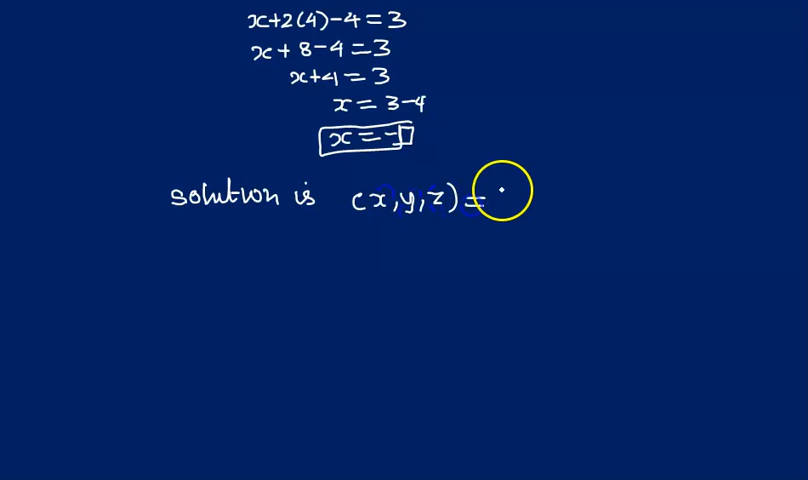 x+2(4)-4=3
x+8-4=3
x+4=3
x=3-4
x=-1
solution is (x,y,z)=